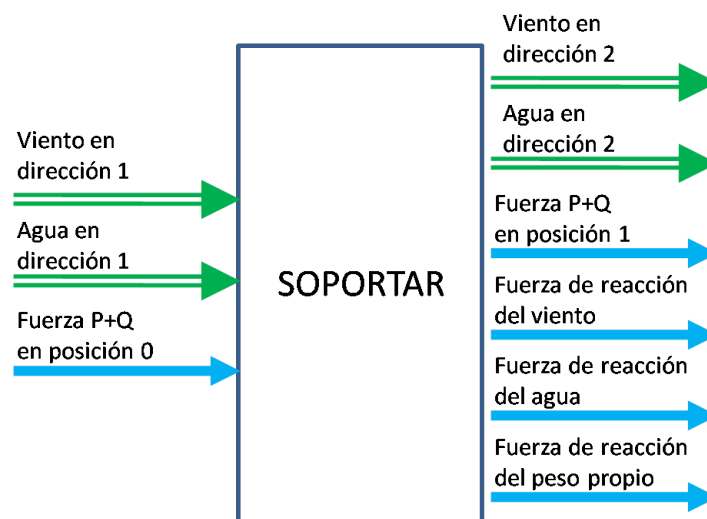 Viento en
dirección 1
Agua en
dirección 1
Fuerza P+Q
en posición 0
SOPORTAR
Viento en
dirección 2
Agua en
dirección 2
Fuerza P+Q
en posición 1
Fuerza de reacción
del viento
Fuerza de reacción
del agua
Fuerza de reacción
del peso propio